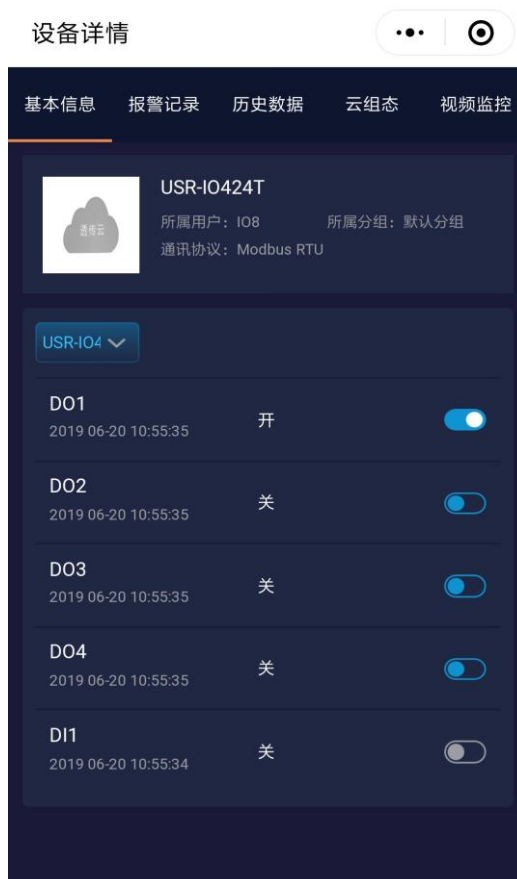 设备详情
基本信息 报警记录 历史数据 云组态 视频监控
USR-IO424T
透传云
所属用户：IO8 所属分组：默认分组
通讯协议：Modbus RTU
USR-IO4
DO1
开
2019 06-20 10:55:35
DO2
关
2019 06-20 10:55:35
DO3
关
2019 06-20 10:55:35
DO4
关
2019 06-20 10:55:35
DI1
关
2019 06-20 10:55:34